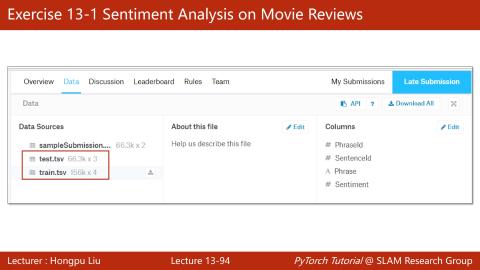 Exercise 13-1 Sentiment Analysis on Movie Reviews
Overview Data Discussion Leaderboard Rules Team My Submissions Late Submission
Data API ? Download All
Data Sources
sampleSubmission.... 66.3k x 2
test.tsv 66.3k x 3
train.tsv 156k x 4
About this file Edit
Help us describe this file
Columns Edit
# PhraseId
# SentenceId
A Phrase
# Sentiment
Lecturer : Hongpu Liu Lecture 13-94 PyTorch Tutorial @ SLAM Research Group